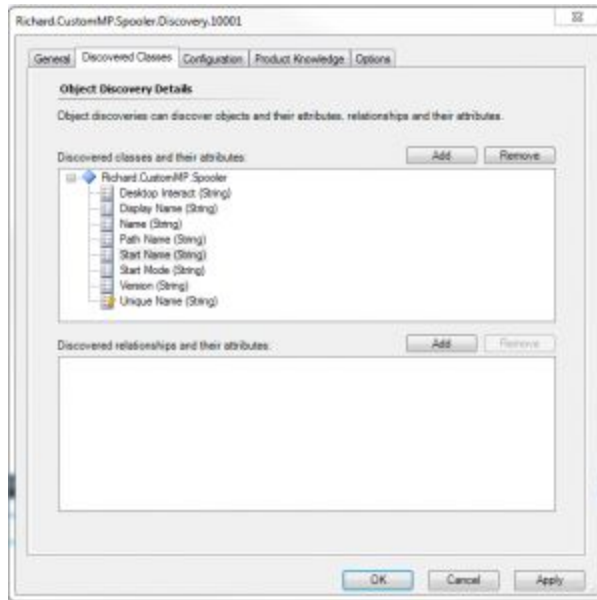 Richard.CustomMP.Spooler.Discovery.10001
General Discovered Classes Configuration Product Knowledge Options
Object Discovery Details
Object discoveries can discover objects and their attributes, relationships and their attributes.
Discovered classes and their attributes: Add Remove
Richard.CustomMP.Spooler
Desktop Interact (String)
Display Name (String)
Name (String)
Path Name (String)
Start Name (String)
Start Mode (String)
Version (String)
Unique Name (String)
Discovered relationships and their attributes: Add Remove
OK Cancel Apply